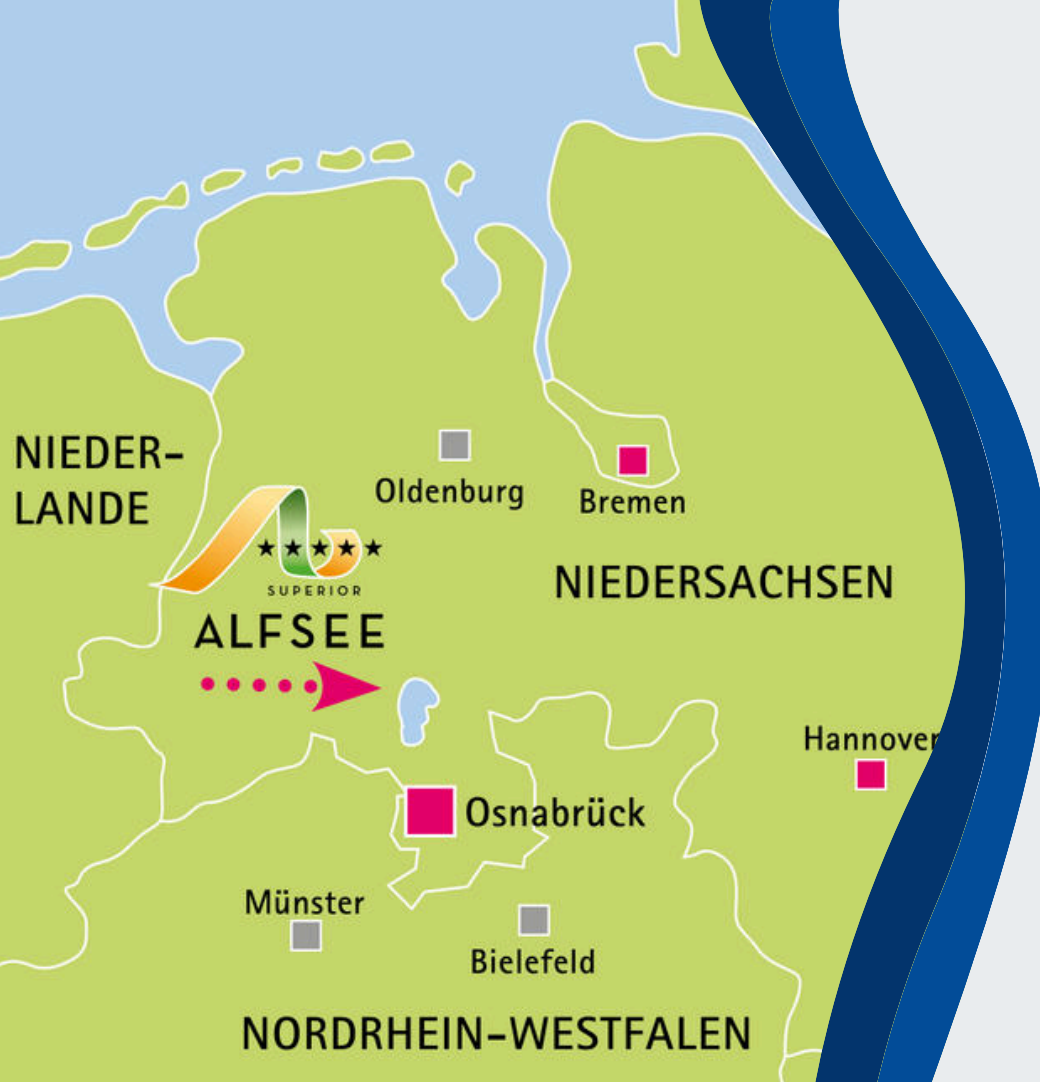 NIEDER-
LANDE
Oldenburg
Bremen
NIEDERSACHSEN
SUPERIOR
ALFSEE
Hannover
Osnabrück
Münster
Bielefeld
NORDRHEIN-WESTFALEN